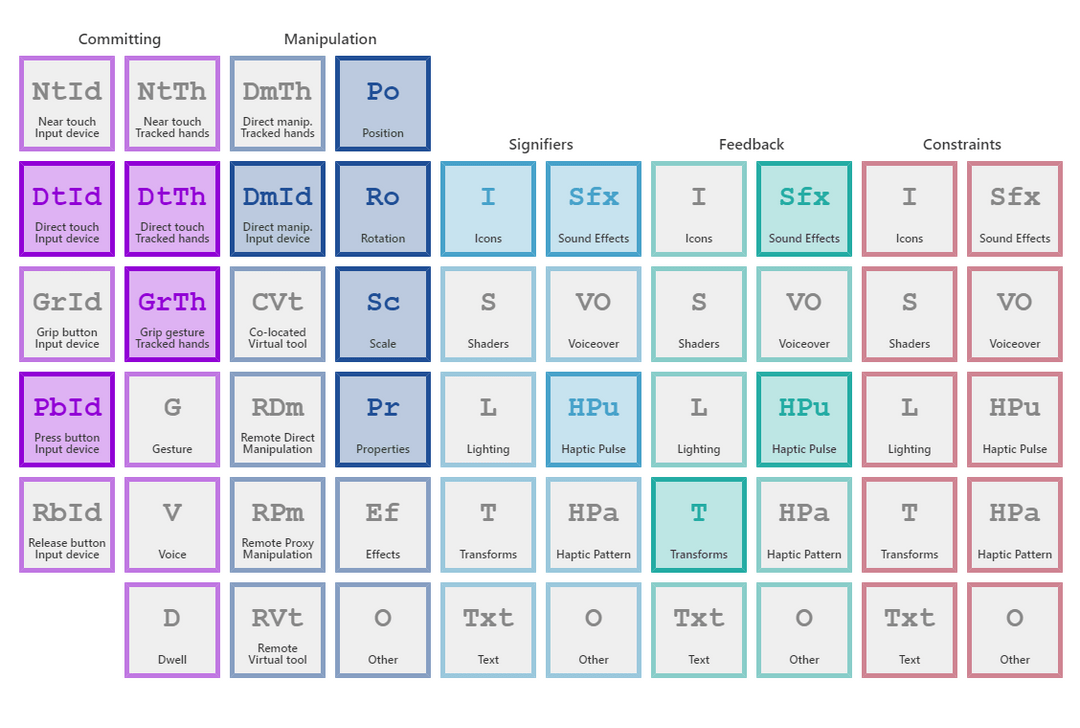 Committing
Manipulation
NtId
Near touch
Input device
NtTh
Near touch
Tracked hands
DmTh
Direct manip.
Tracked hands
Po
Position
Signifiers
Feedback
Constraints
DtId
Direct touch
Input device
DtTh
Direct touch
Tracked hands
DmId
Direct manip.
Input device
Ro
Rotation
I
Icons
Sfx
Sound Effects
I
Icons
Sfx
Sound Effects
I
Icons
Sfx
Sound Effects
GrId
Grip button
Input device
GrTh
Grip gesture
Tracked hands
CVt
Co-located
Virtual tool
Sc
Scale
S
Shaders
VO
Voiceover
S
Shaders
VO
Voiceover
S
Shaders
VO
Voiceover
PbId
Press button
Input device
G
Gesture
RDm
Remote Direct
Manipulation
Pr
Properties
L
Lighting
HPu
Haptic Pulse
L
Lighting
HPu
Haptic Pulse
L
Lighting
HPu
Haptic Pulse
RbId
Release button
Input device
V
Voice
RPm
Remote Proxy
Manipulation
Ef
Effects
T
Transforms
HPa
Haptic Pattern
T
Transforms
HPa
Haptic Pattern
T
Transforms
HPa
Haptic Pattern
D
Dwell
RVt
Remote
Virtual tool
O
Other
Txt
Text
O
Other
Txt
Text
O
Other
Txt
Text
O
Other